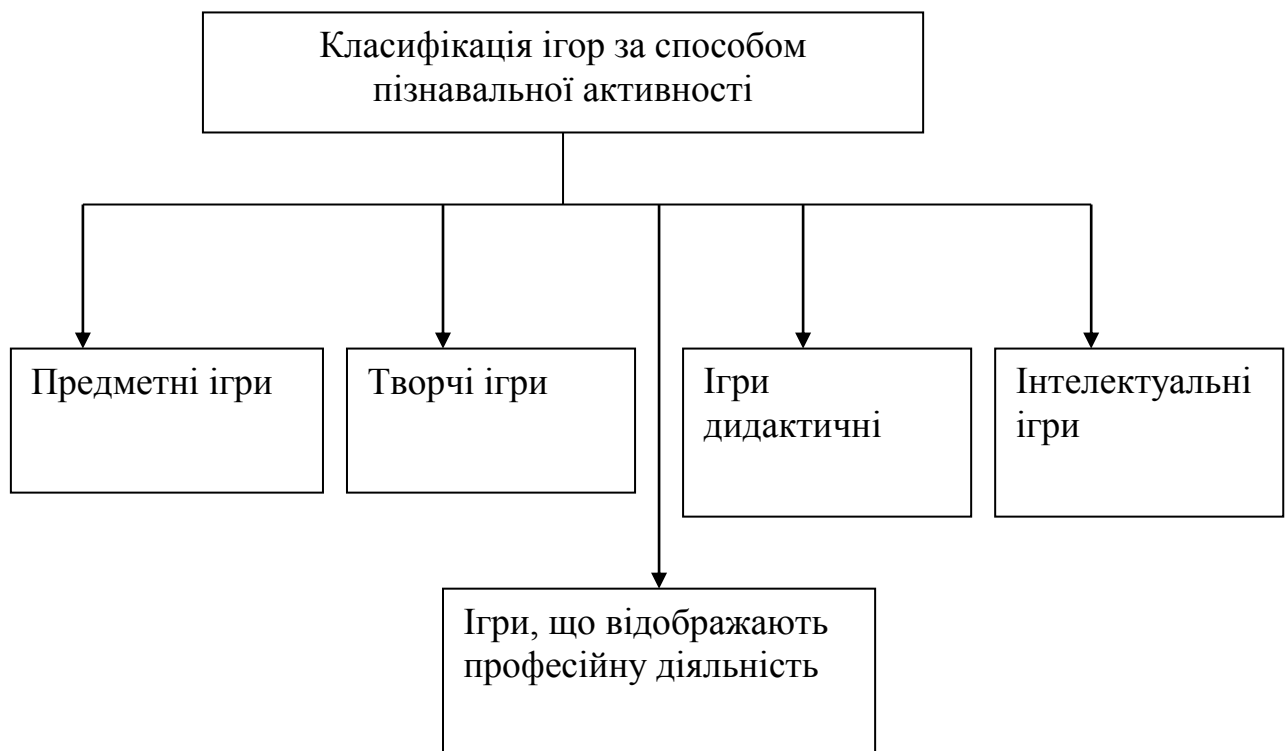 Класифікація ігор за способом
пізнавальної активності
Предметні ігри
Творчі ігри
Ігри
дидактичні
Інтелектуальні
ігри
Ігри, що відображають
професійну діяльність